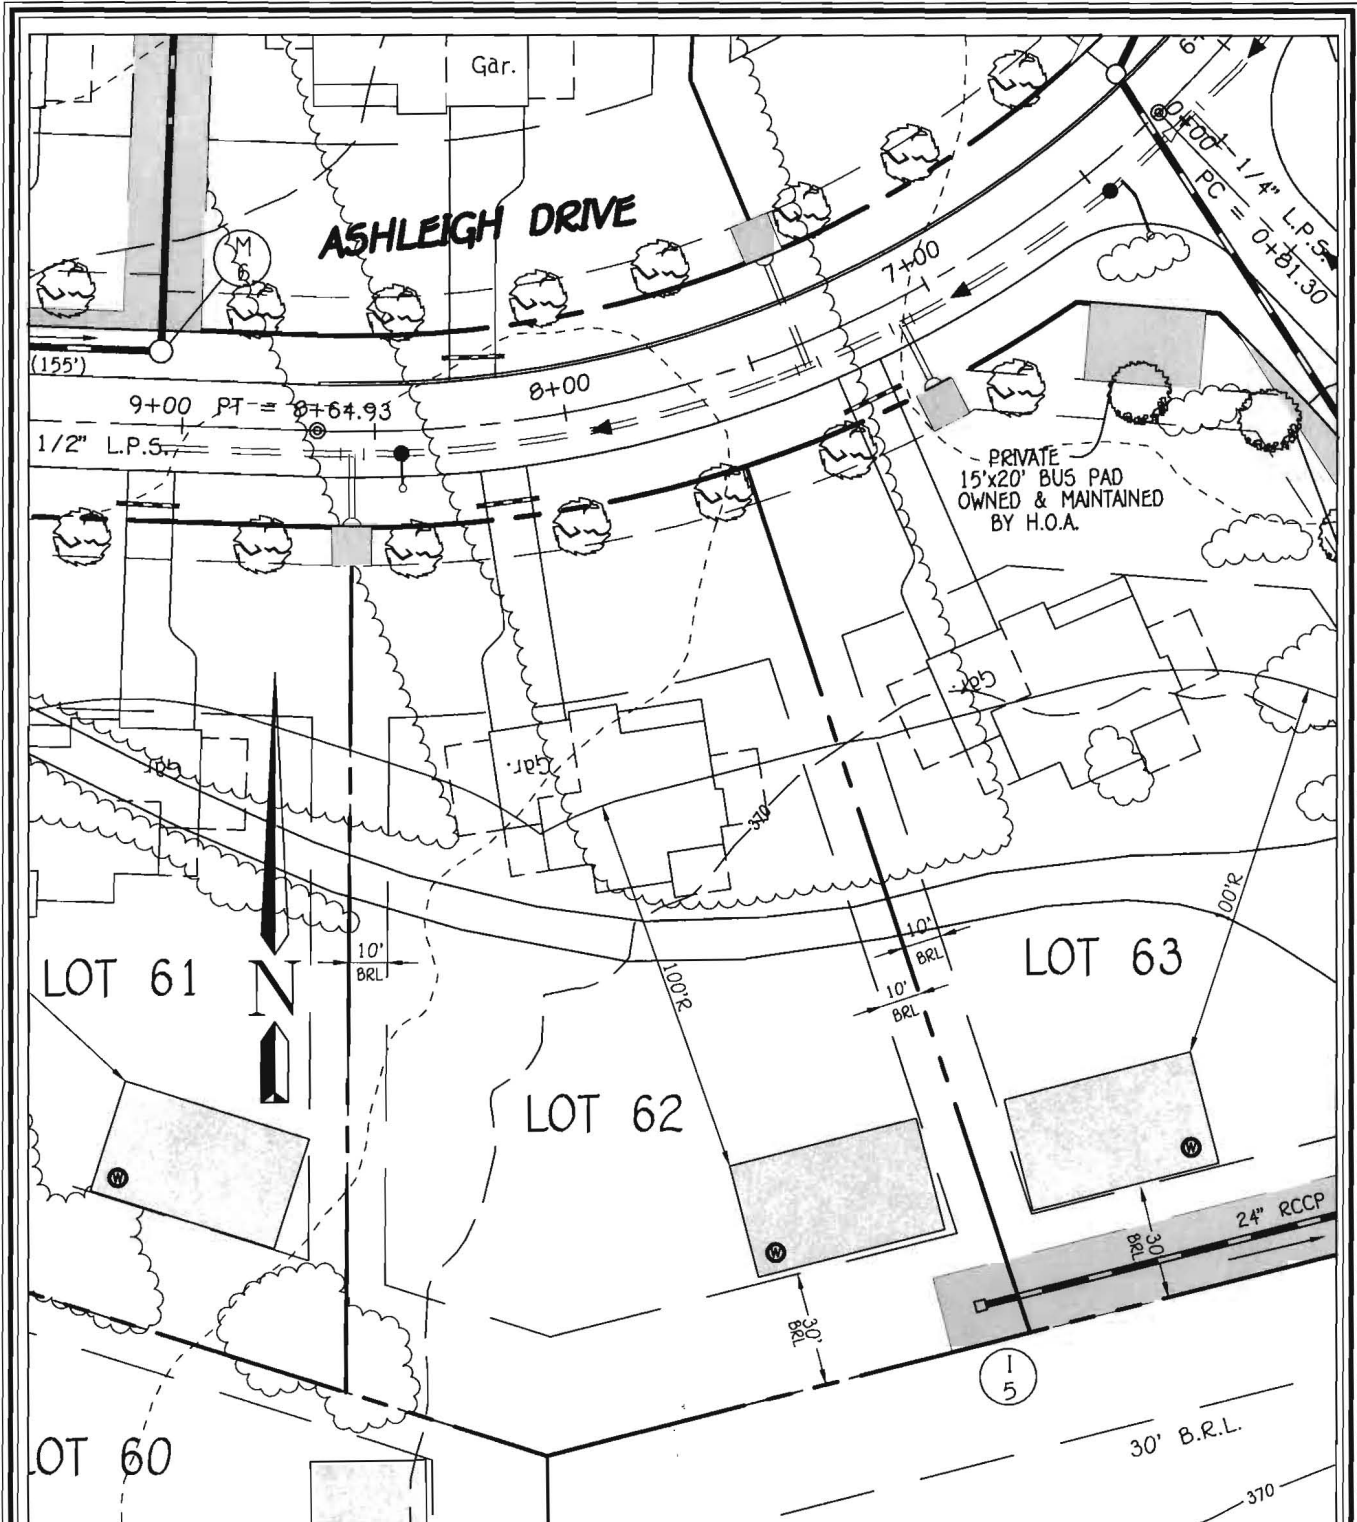 Gar.
ASHLEIGH DRIVE
M
6
7+00
0+00
1 1/4" L.P.S.
PC = 0+81.30
(155')
8+00
9+00 PT = 8+64.93
1/2" L.P.S.
PRIVATE
15'x20' BUS PAD
OWNED & MAINTAINED
BY H.O.A.
Gar.
Gar.
Gar.
370
100'R
10'
BRL
LOT 61
N
10'
BRL
100'R
LOT 63
10'
BRL
LOT 62
W
W
W
24" RCCP
30'
BRL
30'
BRL
I
5
LOT 60
30' B.R.L.
370